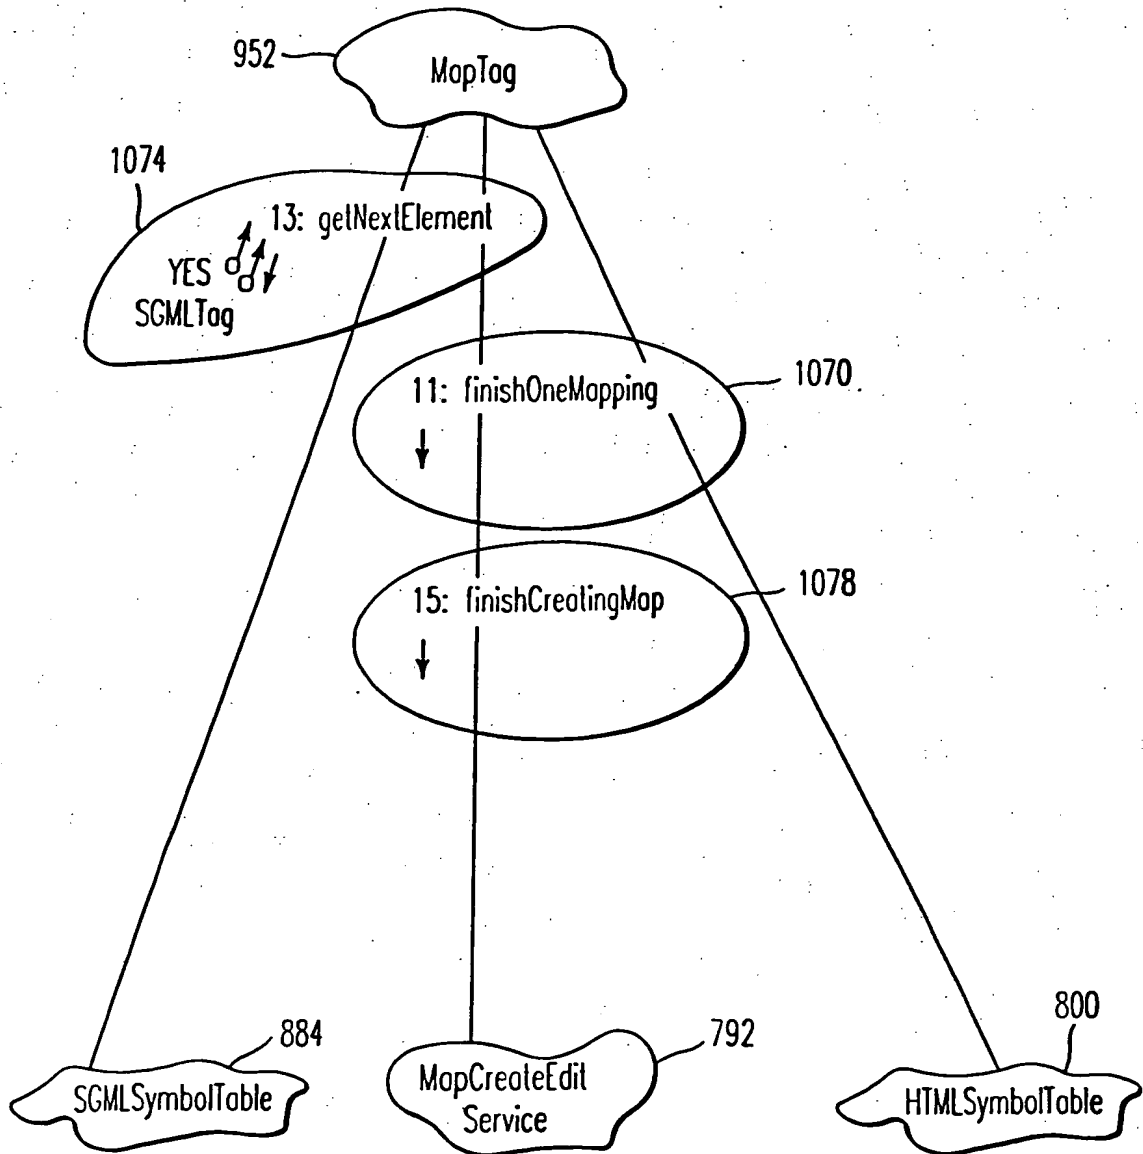 952
MapTag
1074
13: getNextElement
YES
SGMLTag
11: finishOneMapping
1070
15: finishCreatingMap
1078
884
SGMLSymbolTable
792
MapCreateEdit
Service
800
HTMLSymbolTable